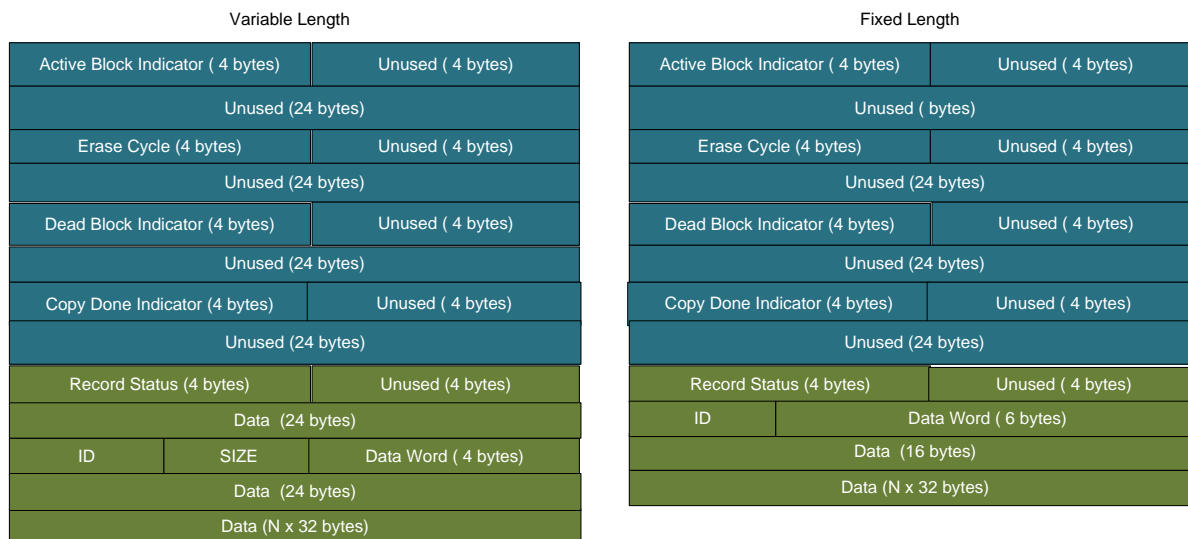 Variable Length
Active Block Indicator ( 4 bytes) Unused ( 4 bytes)
Unused (24 bytes)
Erase Cycle (4 bytes) Unused ( 4 bytes)
Unused (24 bytes)
Dead Block Indicator (4 bytes) Unused ( 4 bytes)
Unused (24 bytes)
Copy Done Indicator (4 bytes) Unused ( 4 bytes)
Unused (24 bytes)
Record Status (4 bytes) Unused (4 bytes)
Data (24 bytes)
ID SIZE Data Word ( 4 bytes)
Data (24 bytes)
Data (N x 32 bytes)
Fixed Length
Active Block Indicator ( 4 bytes) Unused ( 4 bytes)
Unused ( bytes)
Erase Cycle (4 bytes) Unused ( 4 bytes)
Unused (24 bytes)
Dead Block Indicator (4 bytes) Unused ( 4 bytes)
Unused (24 bytes)
Copy Done Indicator (4 bytes) Unused ( 4 bytes)
Unused (24 bytes)
Record Status (4 bytes) Unused ( 4 bytes)
ID Data Word ( 6 bytes)
Data (16 bytes)
Data (N x 32 bytes)